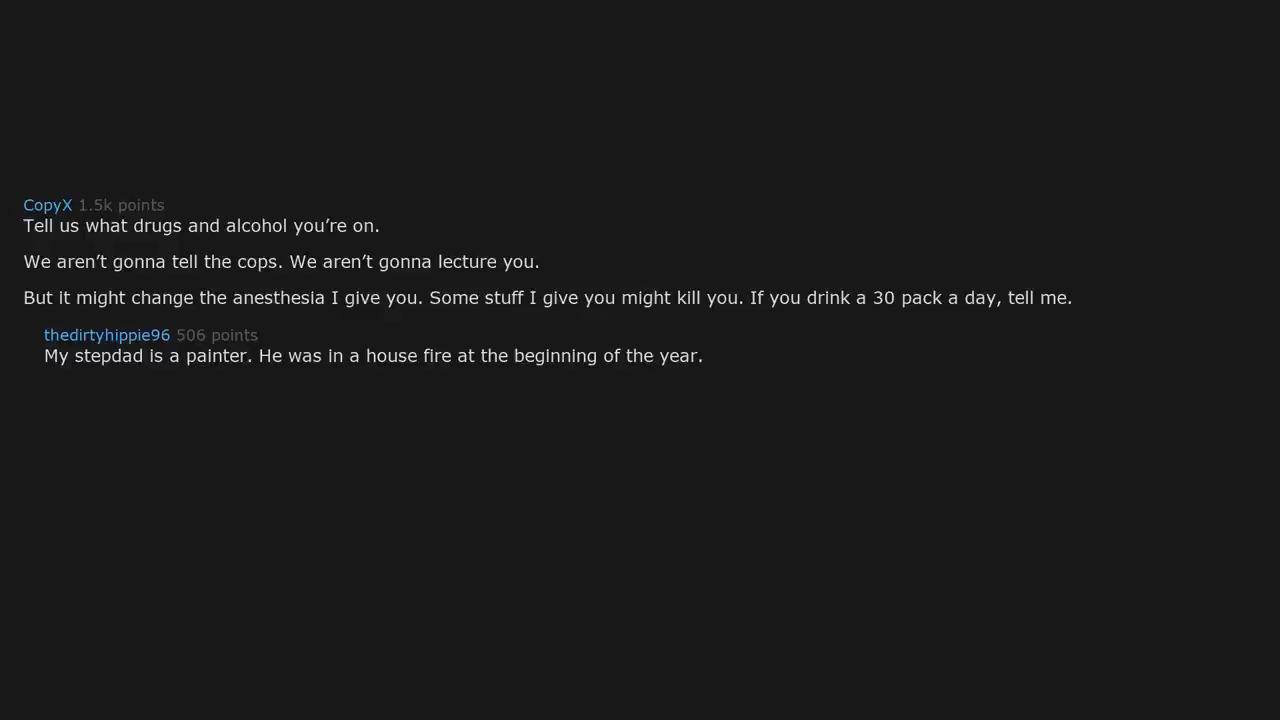 CopyX 1.5k points
Tell us what drugs and alcohol you’re on.
We aren’t gonna tell the cops. We aren’t gonna lecture you.
But it might change the anesthesia I give you. Some stuff I give you might kill you. If you drink a 30 pack a day, tell me.
thedirtyhippie96 506 points
My stepdad is a painter. He was in a house fire at the beginning of the year.